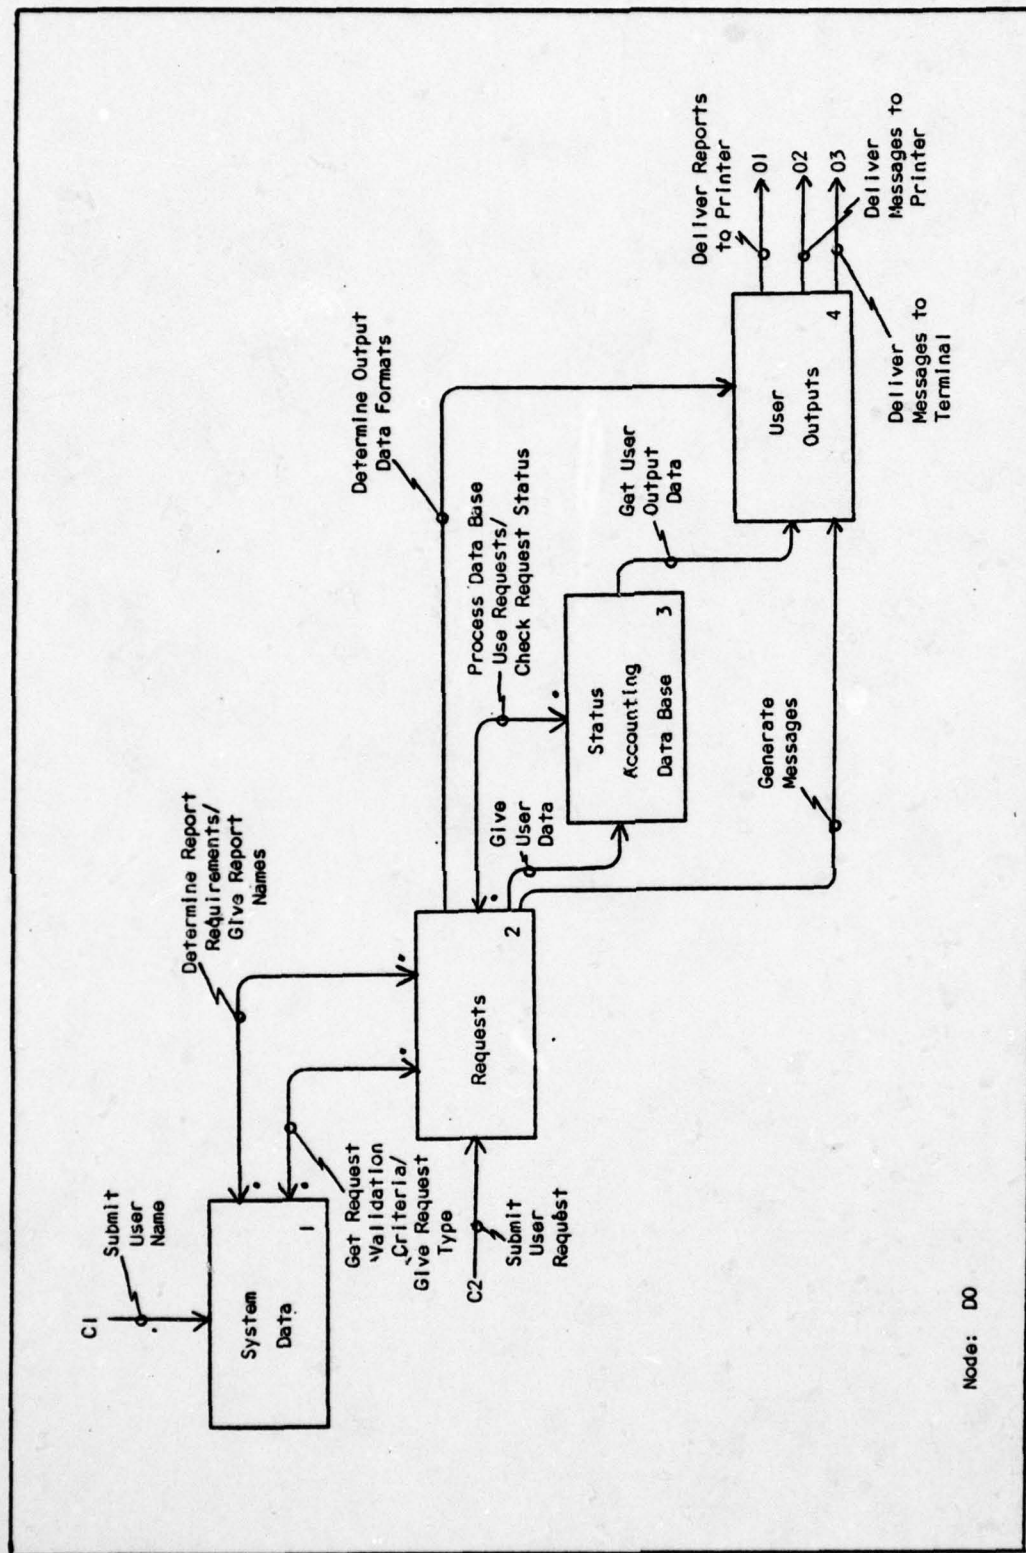 C1
Submit
User
Name
System
Data
1
Determine Report
Requirements/
Give Report
Names
Get Request
Validation
Criteria/
Give Request
Type
C2
Submit
User
Request
Requests
2
Determine Output
Data Formats
Process Data Base
Use Requests/
Check Request Status
Give
User
Data
Status
Accounting
Data Base
3
Get User
Output
Data
Generate
Messages
User
Outputs
4
Deliver Reports
to Printer
O1
O2
O3
Deliver
Messages to
Printer
Deliver
Messages to
Terminal
Node: DO